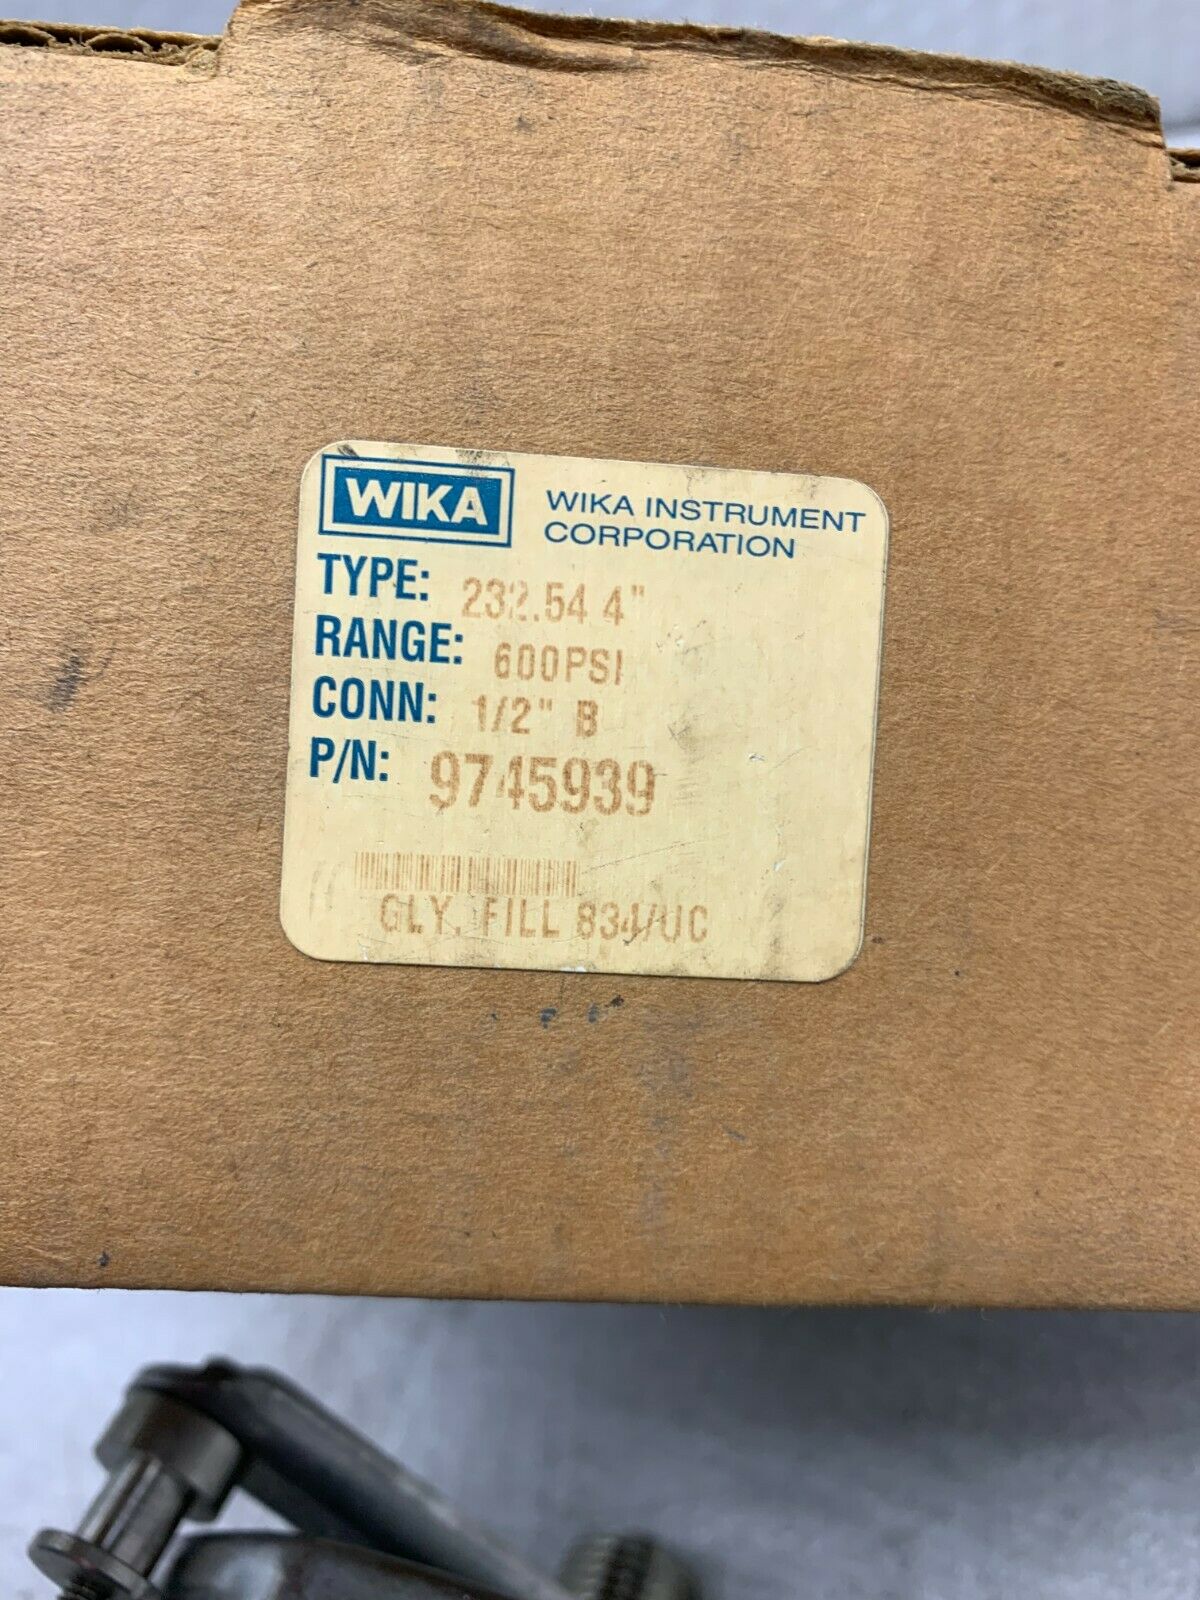 WIKA
WIKA INSTRUMENT
CORPORATION
TYPE: 232.54 4"
RANGE: 600PSI
CONN: 1/2" B
P/N: 9745939
GLY. FILL 834/UC